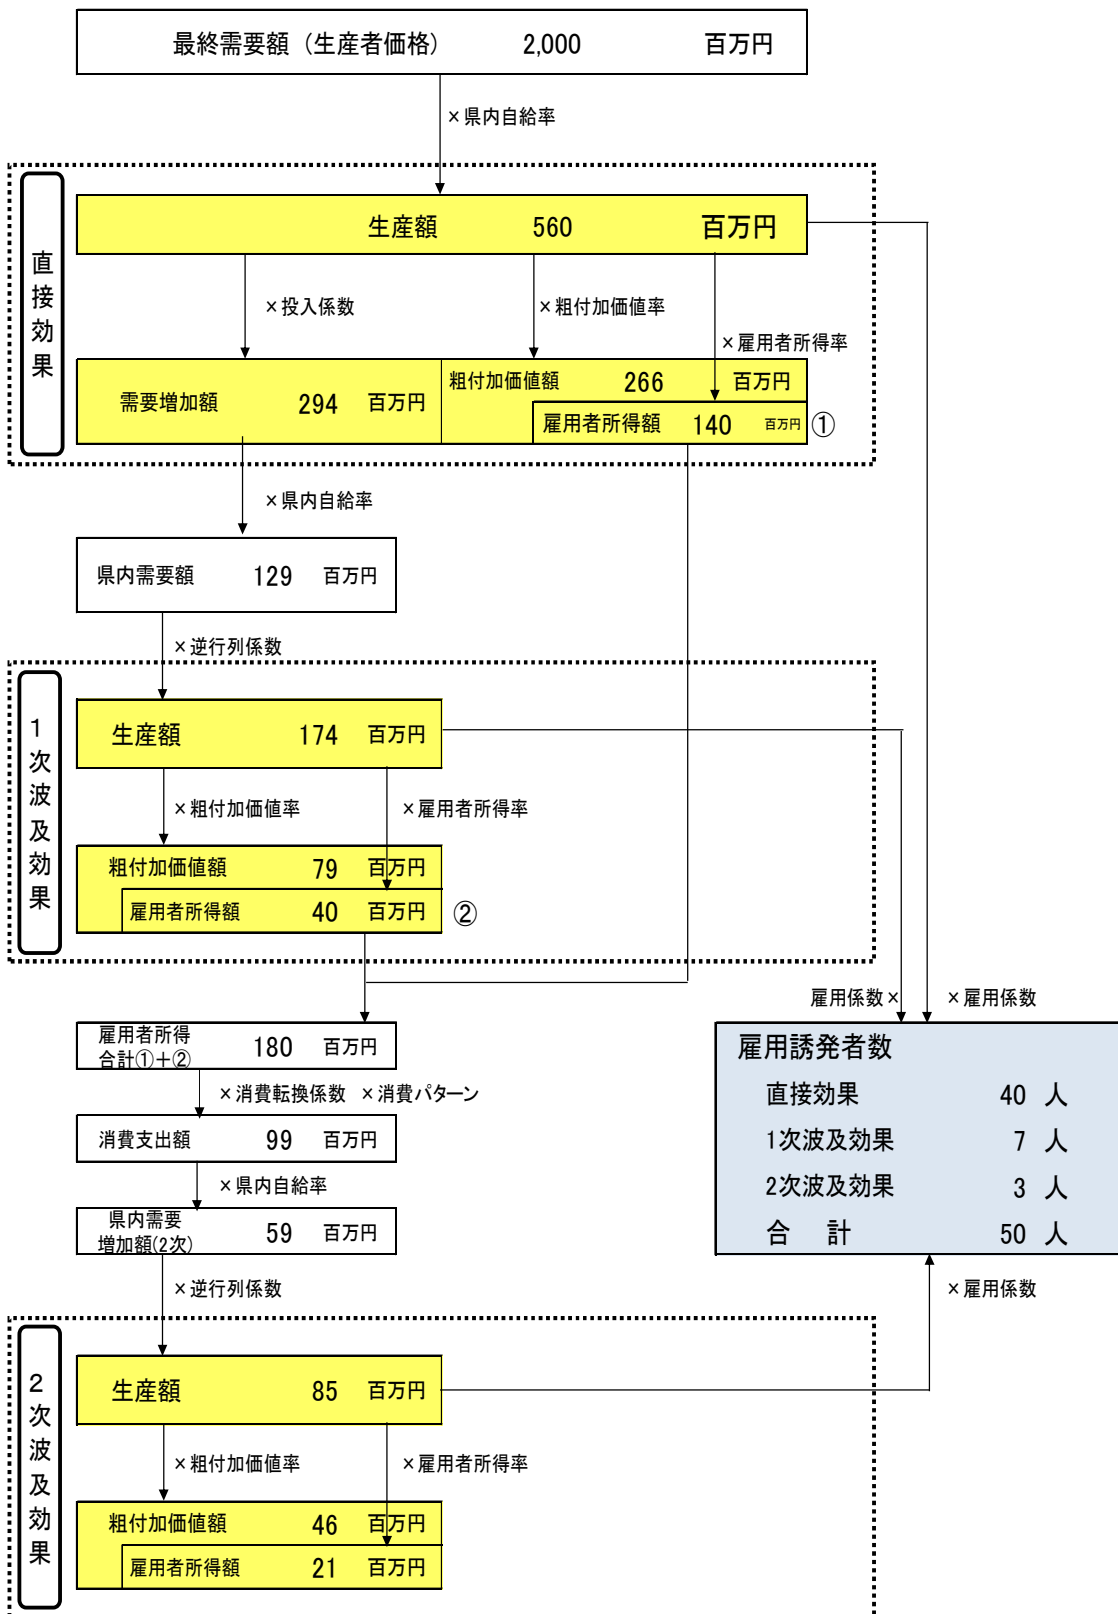 最終需要額（生産者価格） 2,000 百万円
×県内自給率
直接効果
生産額 560 百万円
×投入係数
×粗付加価値率
×雇用者所得率
需要増加額 294 百万円
粗付加価値額 266 百万円
雇用者所得額 140 百万円 ①
×県内自給率
県内需要額 129 百万円
×逆行列係数
1次波及効果
生産額 174 百万円
×粗付加価値率
×雇用者所得率
粗付加価値額 79 百万円
雇用者所得額 40 百万円 ②
雇用係数×
×雇用係数
雇用者所得
合計①+② 180 百万円
×消費転換係数 ×消費パターン
消費支出額 99 百万円
×県内自給率
県内需要
増加額(2次) 59 百万円
雇用誘発者数
直接効果 40 人
1次波及効果 7 人
2次波及効果 3 人
合 計 50 人
×逆行列係数
×雇用係数
2次波及効果
生産額 85 百万円
×粗付加価値率
×雇用者所得率
粗付加価値額 46 百万円
雇用者所得額 21 百万円